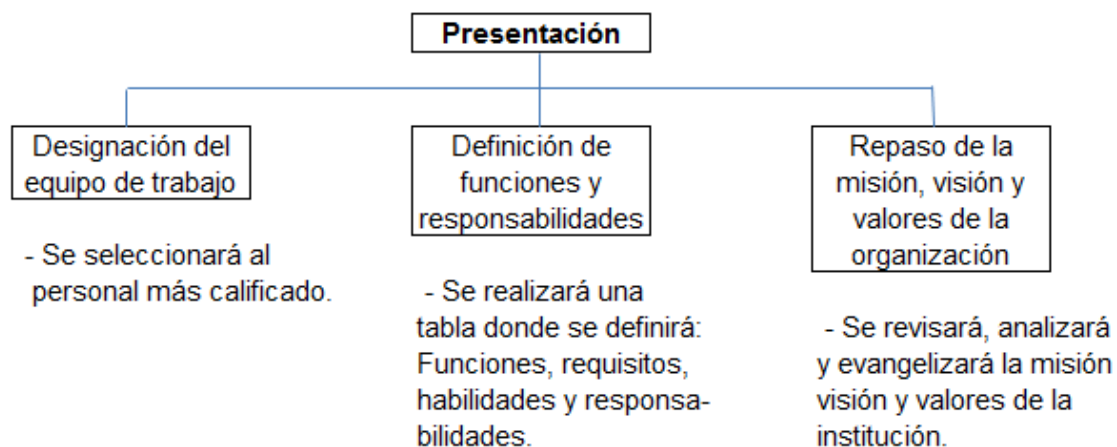 Presentación
Designación del
equipo de trabajo
- Se seleccionará al
personal más calificado.
Definición de
funciones y
responsabilidades
- Se realizará una
tabla donde se definirá:
Funciones, requisitos,
habilidades y responsa-
bilidades.
Repaso de la
misión, visión y
valores de la
organización
- Se revisará, analizará
y evangelizará la misión
visión y valores de la
institución.